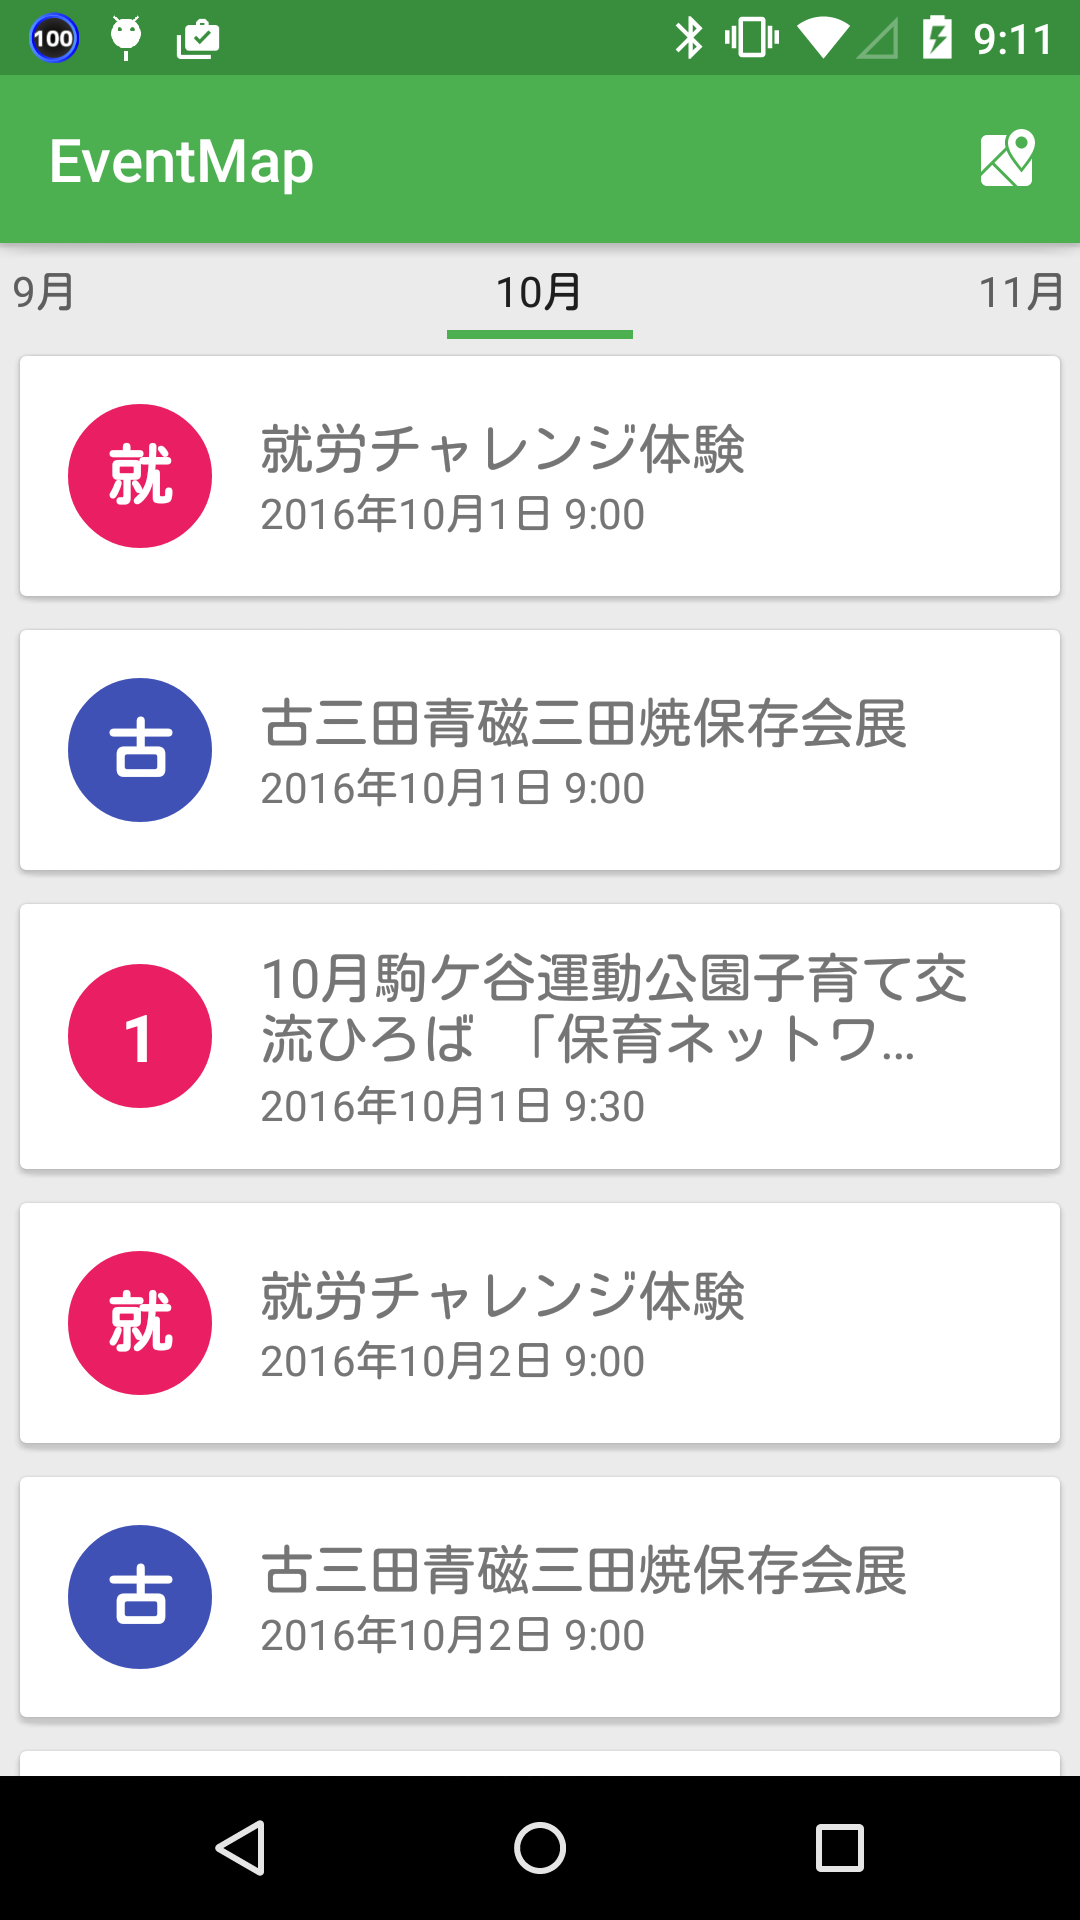 100
9:11
EventMap
9月
10月
11月
就
就労チャレンジ体験
2016年10月1日 9:00
古
古三田青磁三田焼保存会展
2016年10月1日 9:00
1
10月駒ケ谷運動公園子育て交
流ひろば 「保育ネットワ...
2016年10月1日 9:30
就
就労チャレンジ体験
2016年10月2日 9:00
古
古三田青磁三田焼保存会展
2016年10月2日 9:00